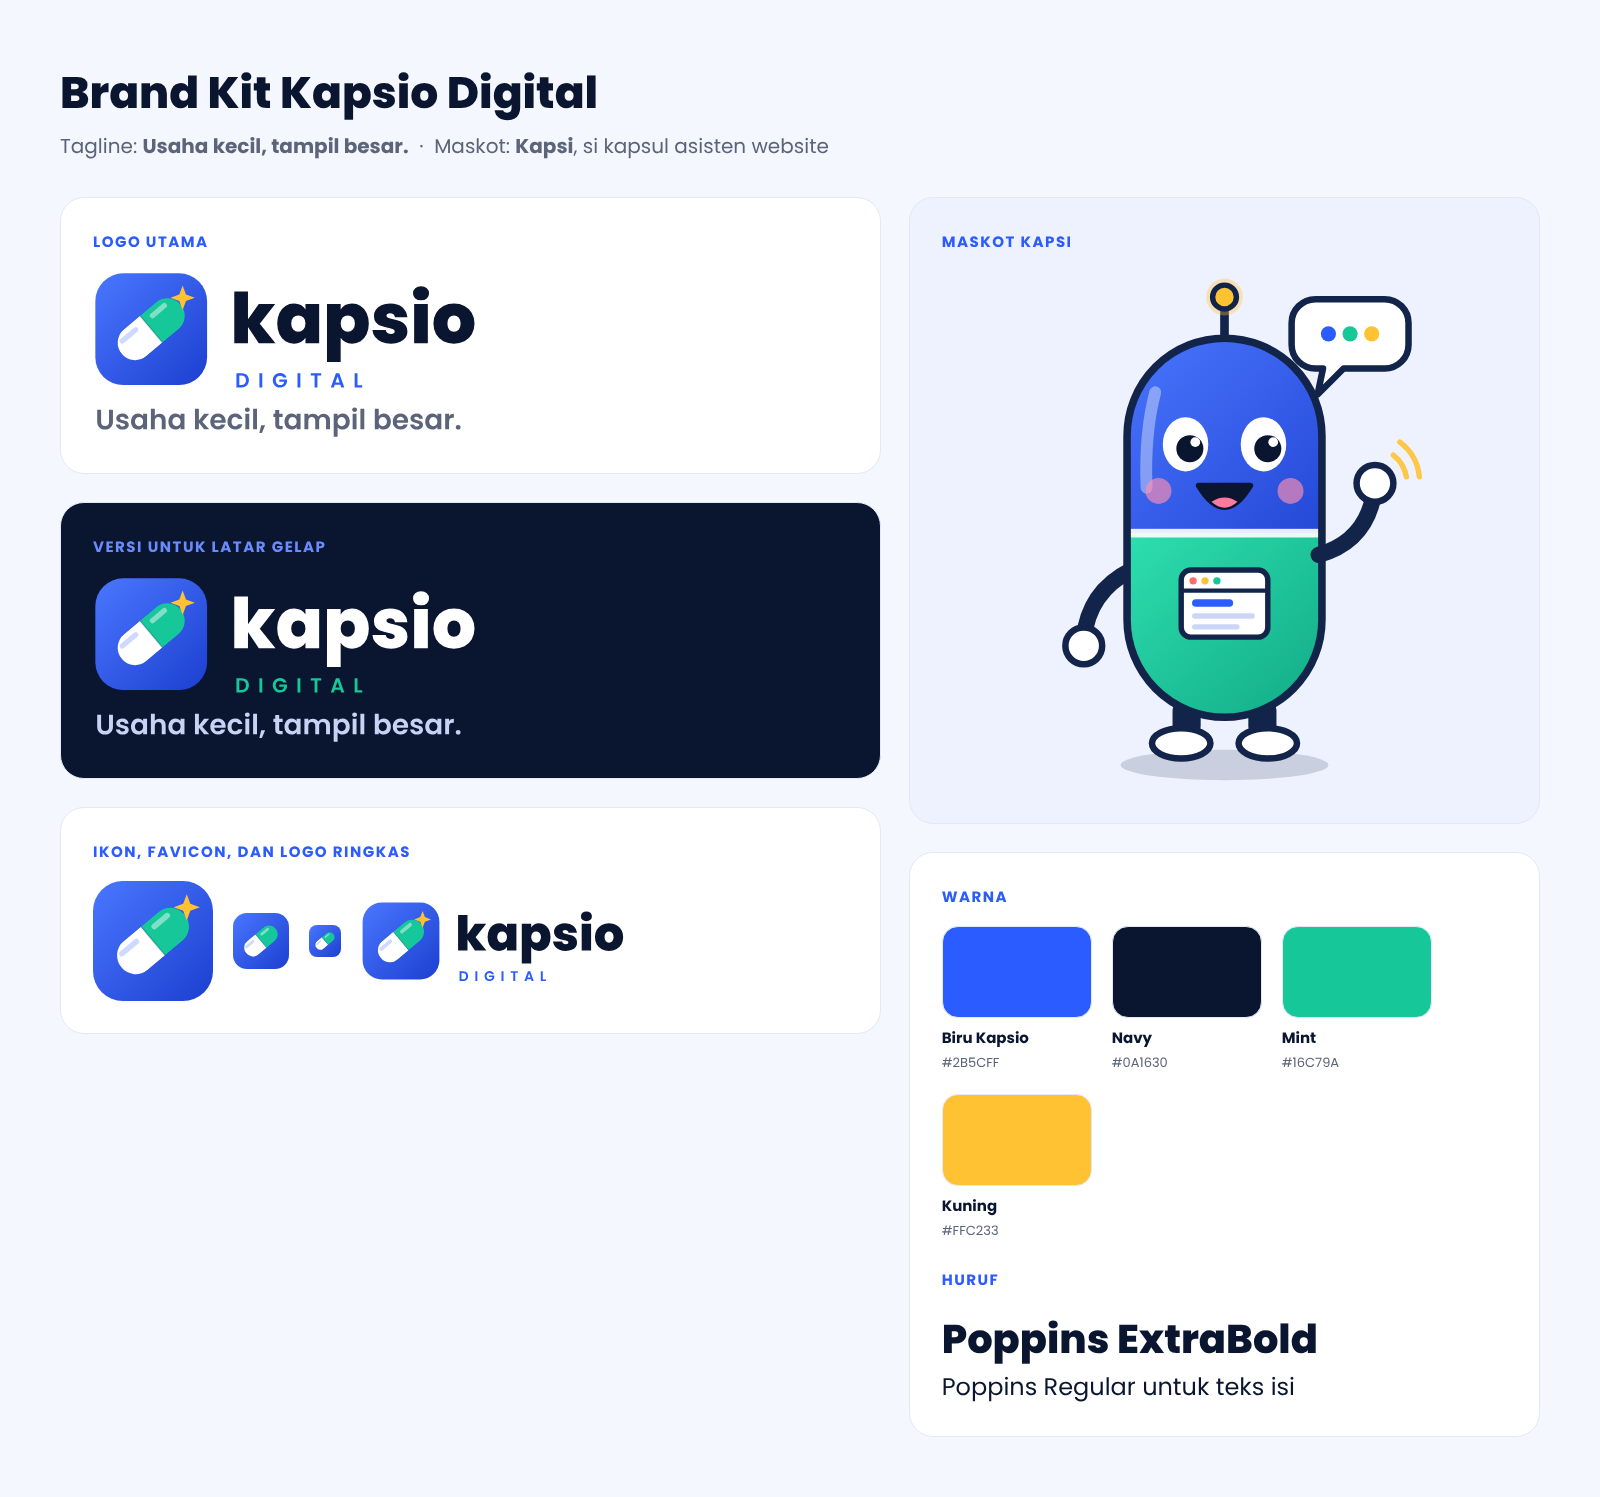 Brand Kit Kapsio Digital
Tagline: Usaha kecil, tampil besar. · Maskot: Kapsi, si kapsul asisten website
LOGO UTAMA
kapsio
DIGITAL
Usaha kecil, tampil besar.
VERSI UNTUK LATAR GELAP
kapsio
DIGITAL
Usaha kecil, tampil besar.
IKON, FAVICON, DAN LOGO RINGKAS
kapsio
DIGITAL
MASKOT KAPSI
WARNA
Biru Kapsio
#2B5CFF
Navy
#0A1630
Mint
#16C79A
Kuning
#FFC233
HURUF
Poppins ExtraBold
Poppins Regular untuk teks isi